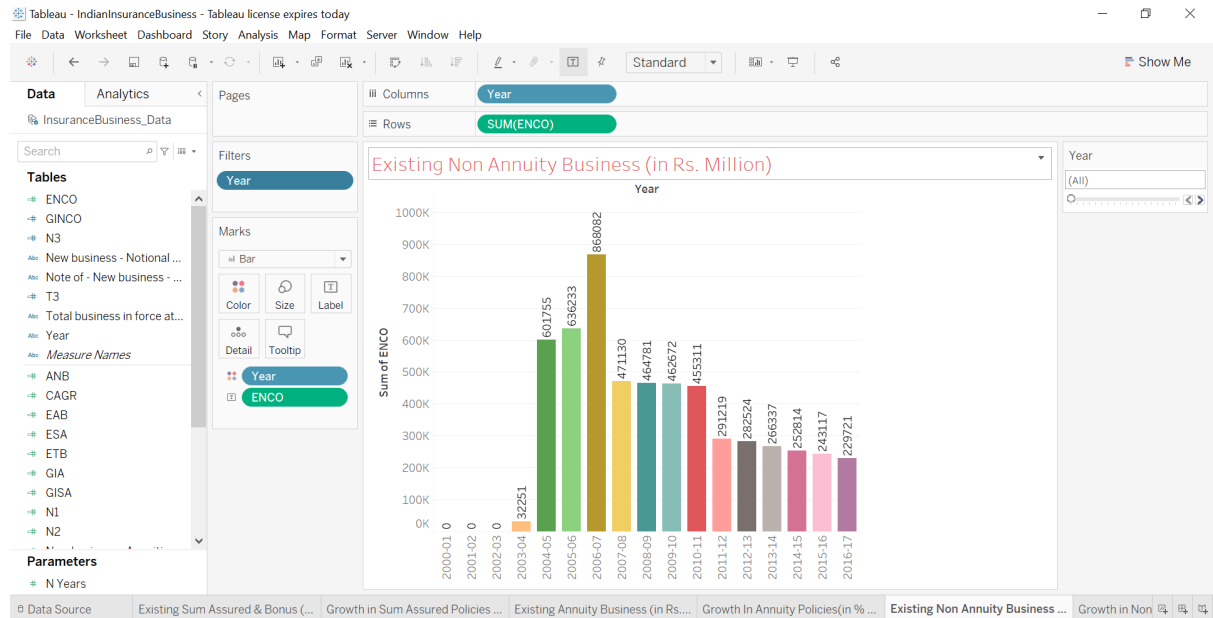 Tableau - IndianInsuranceBusiness - Tableau license expires today
File Data Worksheet Dashboard Story Analysis Map Format Server Window Help
Standard
Show Me
Data Analytics
InsuranceBusiness_Data
Search
Tables
ENCO
GINCO
N3
Abc New business - Notional ...
Abc Note of - New business - ...
T3
Abc Total business in force at...
Abc Year
Abc Measure Names
ANB
CAGR
EAB
ESA
ETB
GIA
GISA
N1
N2
Parameters
# N Years
Pages
Filters
Year
Marks
Bar
Color Size Label
Detail Tooltip
Year
ENCO
Columns Year
Rows SUM(ENCO)
Existing Non Annuity Business (in Rs. Million)
Year
Sum of ENCO
1000K
900K
800K
700K
600K
500K
400K
300K
200K
100K
0K
0 0 0 32251 601755 636233 868082 471130 464781 462672 455311 291219 282524 266337 252814 243117 229721
2000-01 2001-02 2002-03 2003-04 2004-05 2005-06 2006-07 2007-08 2008-09 2009-10 2010-11 2011-12 2012-13 2013-14 2014-15 2015-16 2016-17
Year
(All)
Data Source Existing Sum Assured & Bonus (... Growth in Sum Assured Policies ... Existing Annuity Business (in Rs.... Growth In Annuity Policies(in % ... Existing Non Annuity Business ... Growth in Non